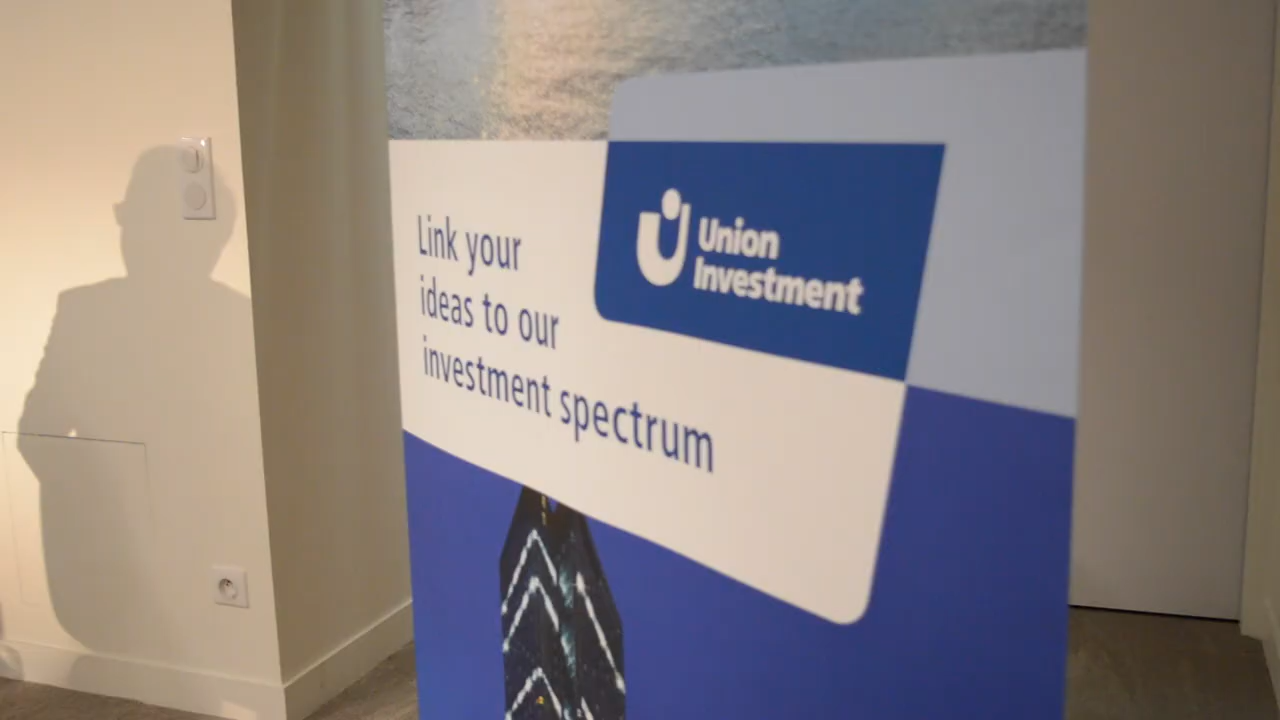 Link your
ideas to our
investment spectrum
Union
Investment